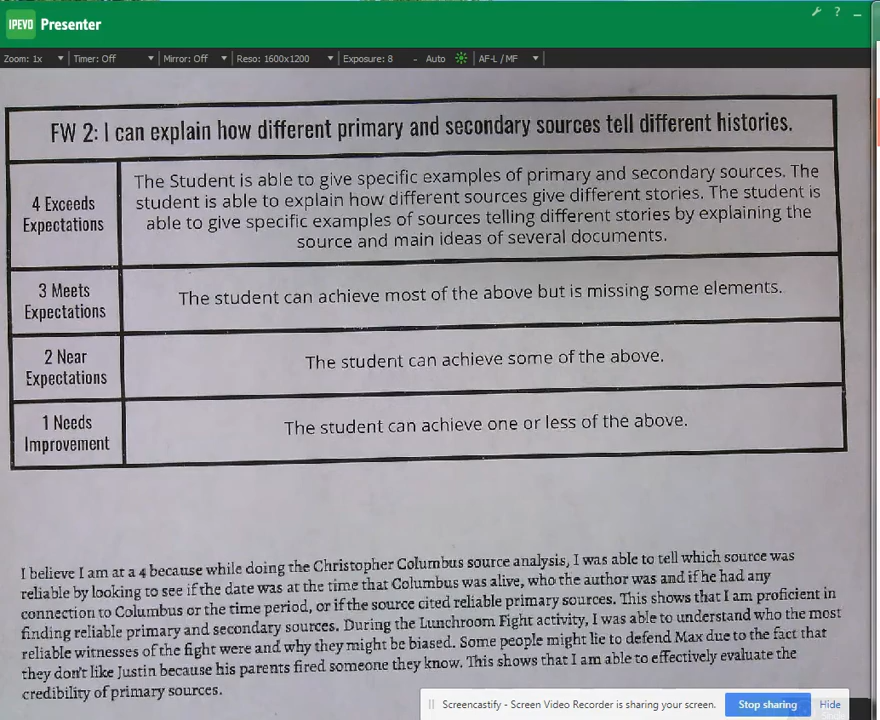 IPEVO Presenter
Zoom: 1x Timer: Off Mirror: Off Reso: 1600x1200 Exposure: 8 - Auto AF-L / MF
FW 2: I can explain how different primary and secondary sources tell different histories.
4 Exceeds
Expectations
The Student is able to give specific examples of primary and secondary sources. The
student is able to explain how different sources give different stories. The student is
able to give specific examples of sources telling different stories by explaining the
source and main ideas of several documents.
3 Meets
Expectations
The student can achieve most of the above but is missing some elements.
2 Near
Expectations
The student can achieve some of the above.
1 Needs
Improvement
The student can achieve one or less of the above.
I believe I am at a 4 because while doing the Christopher Columbus source analysis, I was able to tell which source was
reliable by looking to see if the date was at the time that Columbus was alive, who the author was and if he had any
connection to Columbus or the time period, or if the source cited reliable primary sources. This shows that I am proficient in
finding reliable primary and secondary sources. During the Lunchroom Fight activity, I was able to understand who the most
reliable witnesses of the fight were and why they might be biased. Some people might lie to defend Max due to the fact that
they don't like Justin because his parents fired someone they know. This shows that I am able to effectively evaluate the
credibility of primary sources.
Screencastify - Screen Video Recorder is sharing your screen. Stop sharing Hide